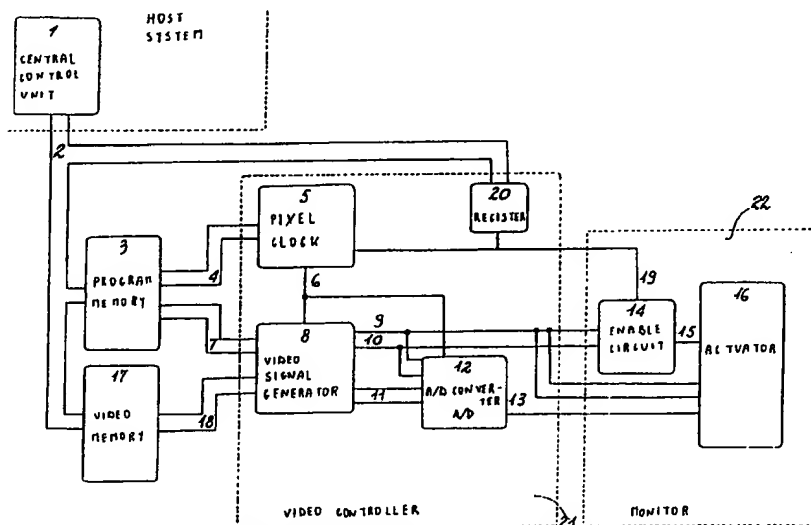 1
CENTRAL
CONTROL
UNIT
HOST
SYSTEM
2
3
PROGRAM
MEMORY
4
5
PIXEL
CLOCK
6
7
8
VIDEO
SIGNAL
GENERATOR
9
10
11
12
A/D CONVER-
TER
A/D
13
14
ENABLE
CIRCUIT
15
16
ACTUATOR
17
VIDEO
MEMORY
18
19
20
REGISTER
21
22
VIDEO CONTROLLER
MONITOR